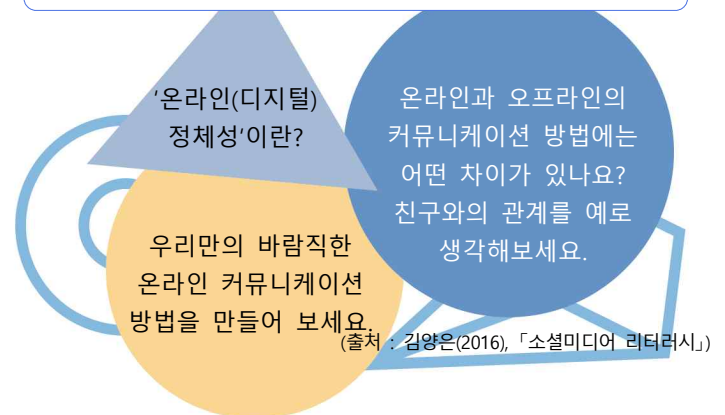 '온라인(디지털)
정체성'이란?
온라인과 오프라인의
커뮤니케이션 방법에는
어떤 차이가 있나요?
친구와의 관계를 예로
생각해보세요.
우리만의 바람직한
온라인 커뮤니케이션
방법을 만들어 보세요.
(출처 : 김양은(2016),「소셜미디어 리터러시」)